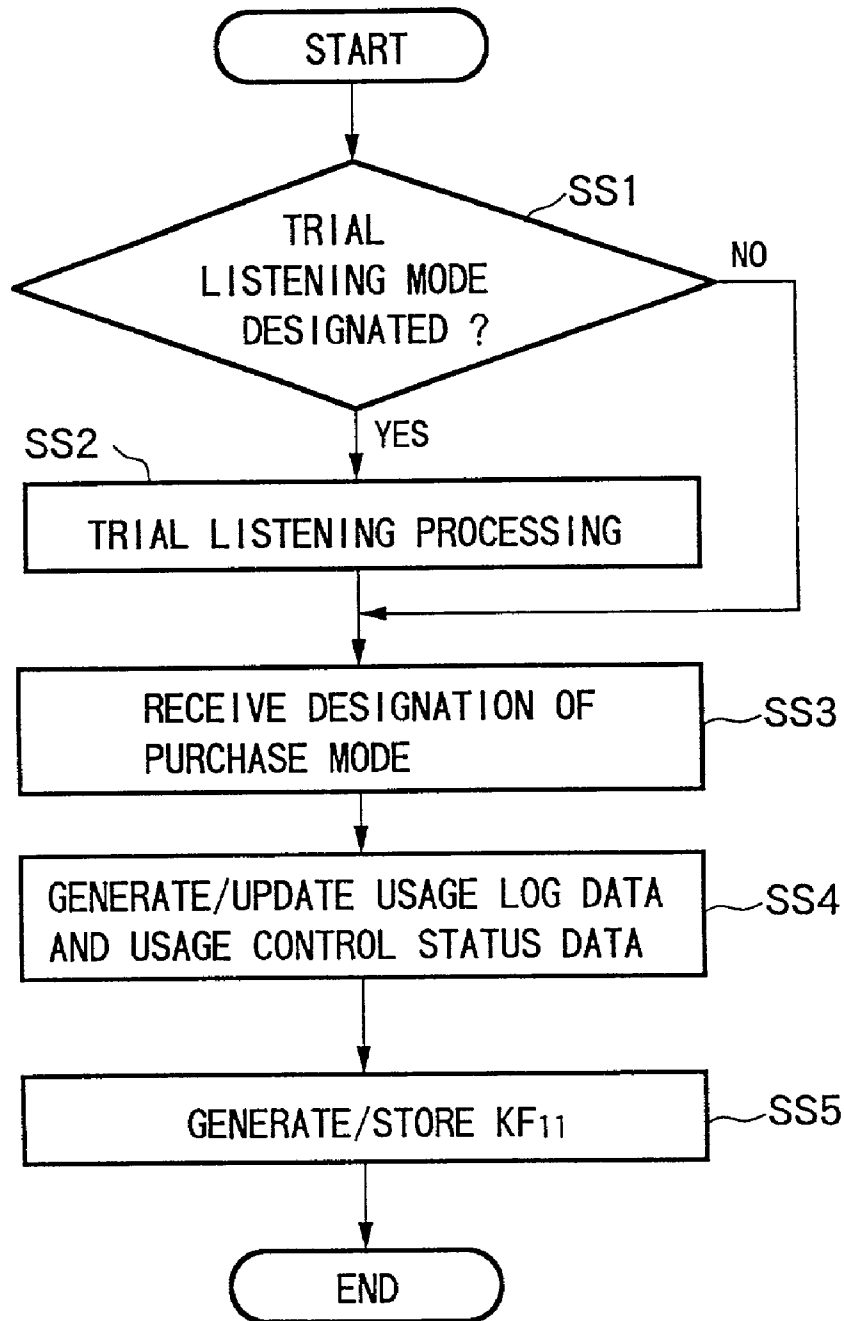 START
SS1
TRIAL
LISTENING MODE
DESIGNATED ?
NO
YES
SS2
TRIAL LISTENING PROCESSING
RECEIVE DESIGNATION OF
PURCHASE MODE
SS3
GENERATE/UPDATE USAGE LOG DATA
AND USAGE CONTROL STATUS DATA
SS4
GENERATE/STORE KF₁₁
SS5
END